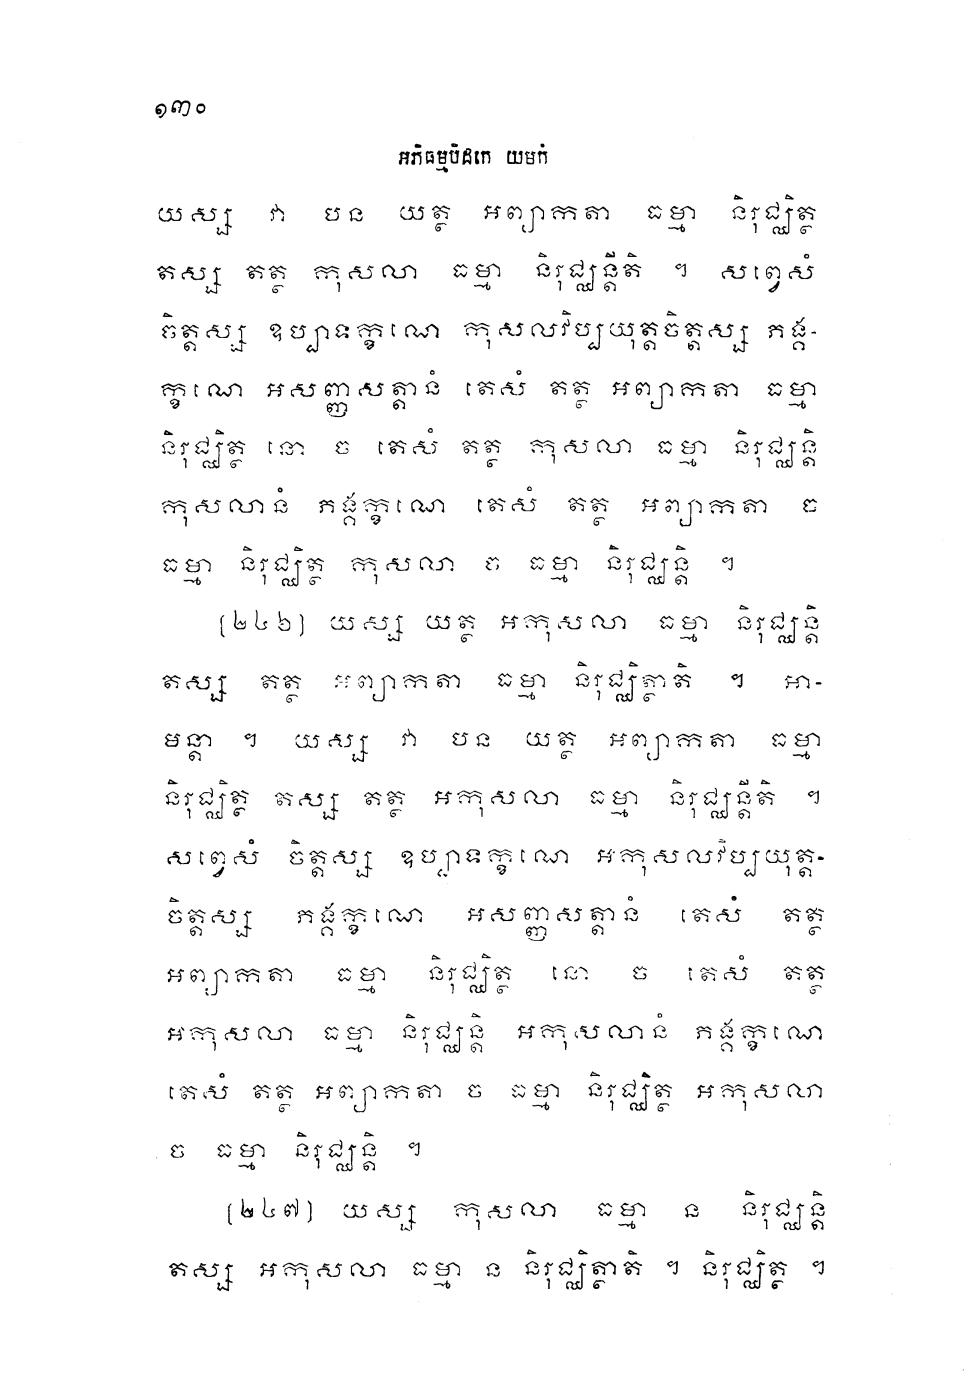 ១៣០
អភិធម្មបិដកេ យមកំ
យស្ស វា បន យត្ថ អព្យាកតា ធម្មា និរុជ្ឈិត្ថ
តស្ស តត្ថ កុសលា ធម្មា និរុជ្ឈន្តីតិ ។ សព្វេសំ
ចិត្តស្ស ឧប្បាទក្ខណេ កុសលវិប្បយុត្តចិត្តស្ស ភង្គ-
ក្ខណេ អសញ្ញសត្តានំ តេសំ តត្ថ អព្យាកតា ធម្មា
និរុជ្ឈិត្ថ នោ ច តេសំ តត្ថ កុសលា ធម្មា និរុជ្ឈន្តិ
កុសលានំ ភង្គក្ខណេ តេសំ តត្ថ អព្យាកតា ច
ធម្មា និរុជ្ឈិត្ថ កុសលា ច ធម្មា និរុជ្ឈន្តិ ។
(២៤៦) យស្ស យត្ថ អកុសលា ធម្មា និរុជ្ឈន្តិ
តស្ស តត្ថ អព្យាកតា ធម្មា និរុជ្ឈិត្ថាតិ ។ អា-
មន្តា ។ យស្ស វា បន យត្ថ អព្យាកតា ធម្មា
និរុជ្ឈិត្ថ តស្ស តត្ថ អកុសលា ធម្មា និរុជ្ឈន្តីតិ ។
សព្វេសំ ចិត្តស្ស ឧប្បាទក្ខណេ អកុសលវិប្បយុត្ត-
ចិត្តស្ស ភង្គក្ខណេ អសញ្ញសត្តានំ តេសំ តត្ថ
អព្យាកតា ធម្មា និរុជ្ឈិត្ថ នោ ច តេសំ តត្ថ
អកុសលា ធម្មា និរុជ្ឈន្តិ អកុសលានំ ភង្គក្ខណេ
តេសំ តត្ថ អព្យាកតា ច ធម្មា និរុជ្ឈិត្ថ អកុសលា
ច ធម្មា និរុជ្ឈន្តិ ។
(២៤៧) យស្ស កុសលា ធម្មា ន និរុជ្ឈន្តិ
តស្ស អកុសលា ធម្មា ន និរុជ្ឈិត្ថាតិ ។ និរុជ្ឈិត្ថ ។